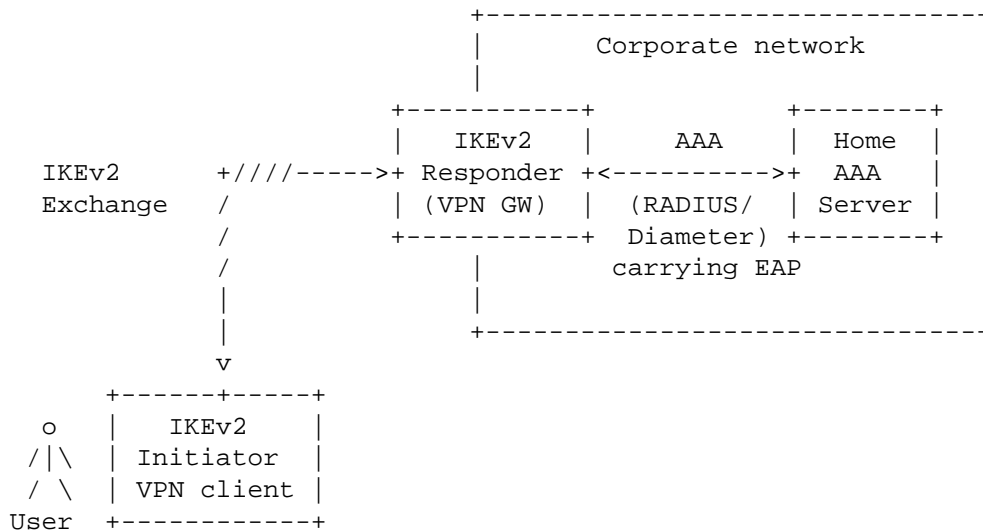 Corporate network
IKEv2 AAA Home
IKEv2 Responder AAA
Exchange (VPN GW) (RADIUS/ Server
Diameter)
carrying EAP
IKEv2
Initiator
VPN client
User